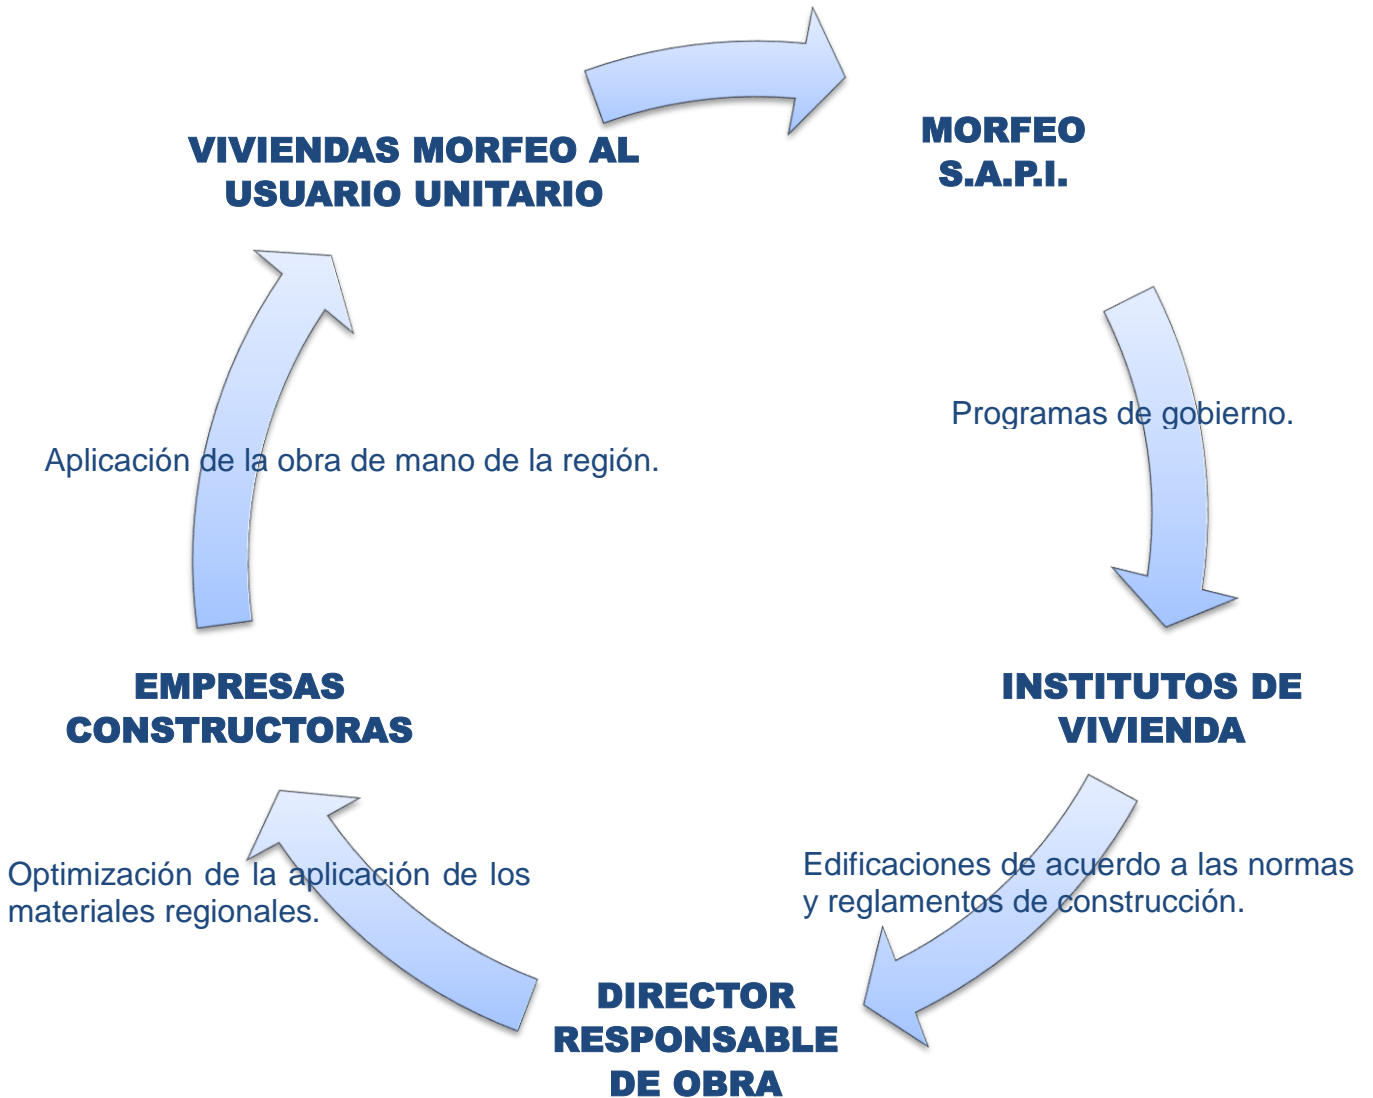 VIVIENDAS MORFEO AL
USUARIO UNITARIO
MORFEO
S.A.P.I.
Programas de gobierno.
Aplicación de la obra de mano de la región.
EMPRESAS
CONSTRUCTORAS
INSTITUTOS DE
VIVIENDA
Optimización de la aplicación de los
materiales regionales.
Edificaciones de acuerdo a las normas
y reglamentos de construcción.
DIRECTOR
RESPONSABLE
DE OBRA